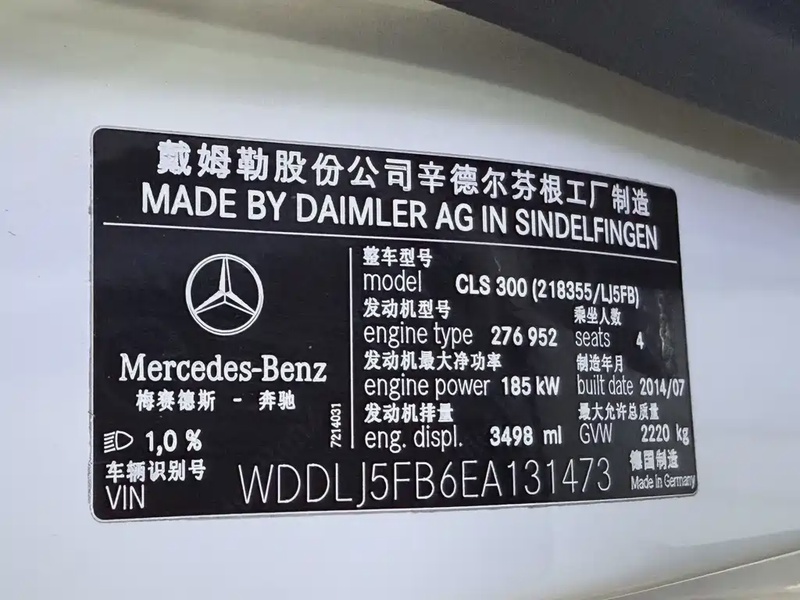 戴姆勒股份公司辛德尔芬根工厂制造
MADE BY DAIMLER AG IN SINDELFINGEN
Mercedes-Benz
梅赛德斯 - 奔驰
1,0 %
7214031
整车型号
model CLS 300 (218355/LJ5FB)
发动机型号 乘坐人数
engine type 276 952 seats 4
发动机最大净功率 制造年月
engine power 185 kW built date 2014/07
发动机排量 最大允许总质量
eng. displ. 3498 ml GVW 2220 kg
车辆识别号 德国制造
VIN WDDLJ5FB6EA131473 Made in Germany